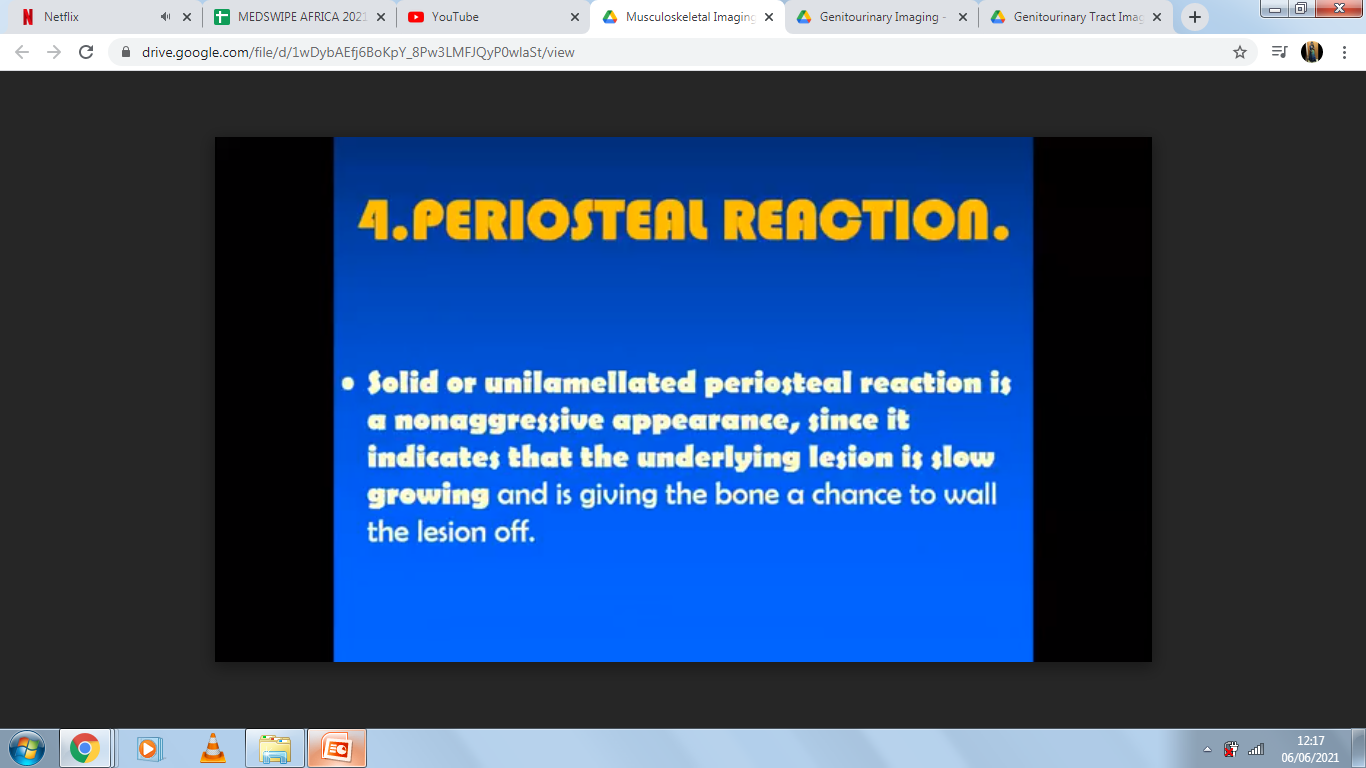 Netflix
MEDSWIPE AFRICA 2021
YouTube
Musculoskeletal Imaging
Genitourinary Imaging -
Genitourinary Tract Imag
drive.google.com/file/d/1wDybAEfj6BoKpY_8Pw3LMFJQyP0wlaSt/view
4.PERIOSTEAL REACTION.
• Solid or unilamellated periosteal reaction is
a nonaggressive appearance, since it
indicates that the underlying lesion is slow
growing and is giving the bone a chance to wall
the lesion off.
12:17
06/06/2021